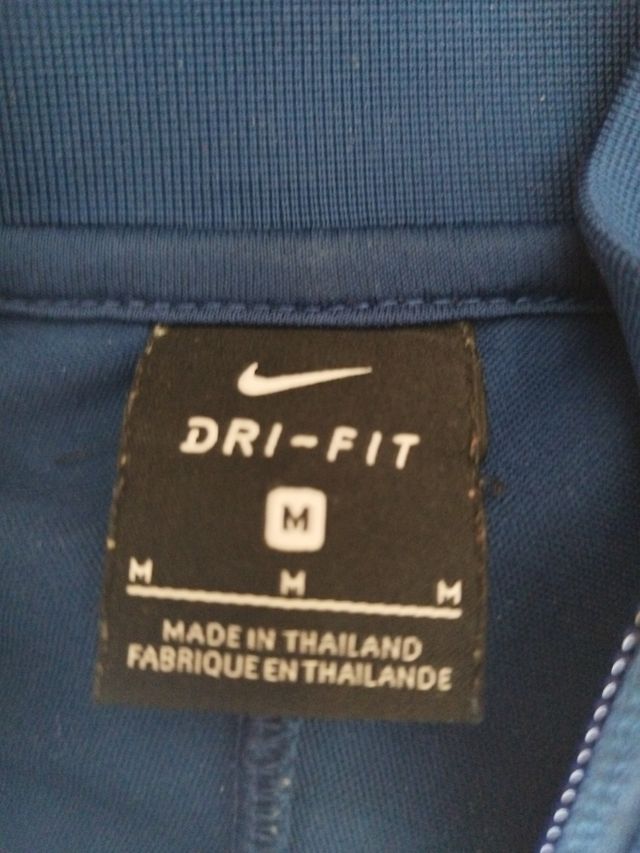 DRI-FIT
M
M M M
MADE IN THAILAND
FABRIQUE EN THAILANDE